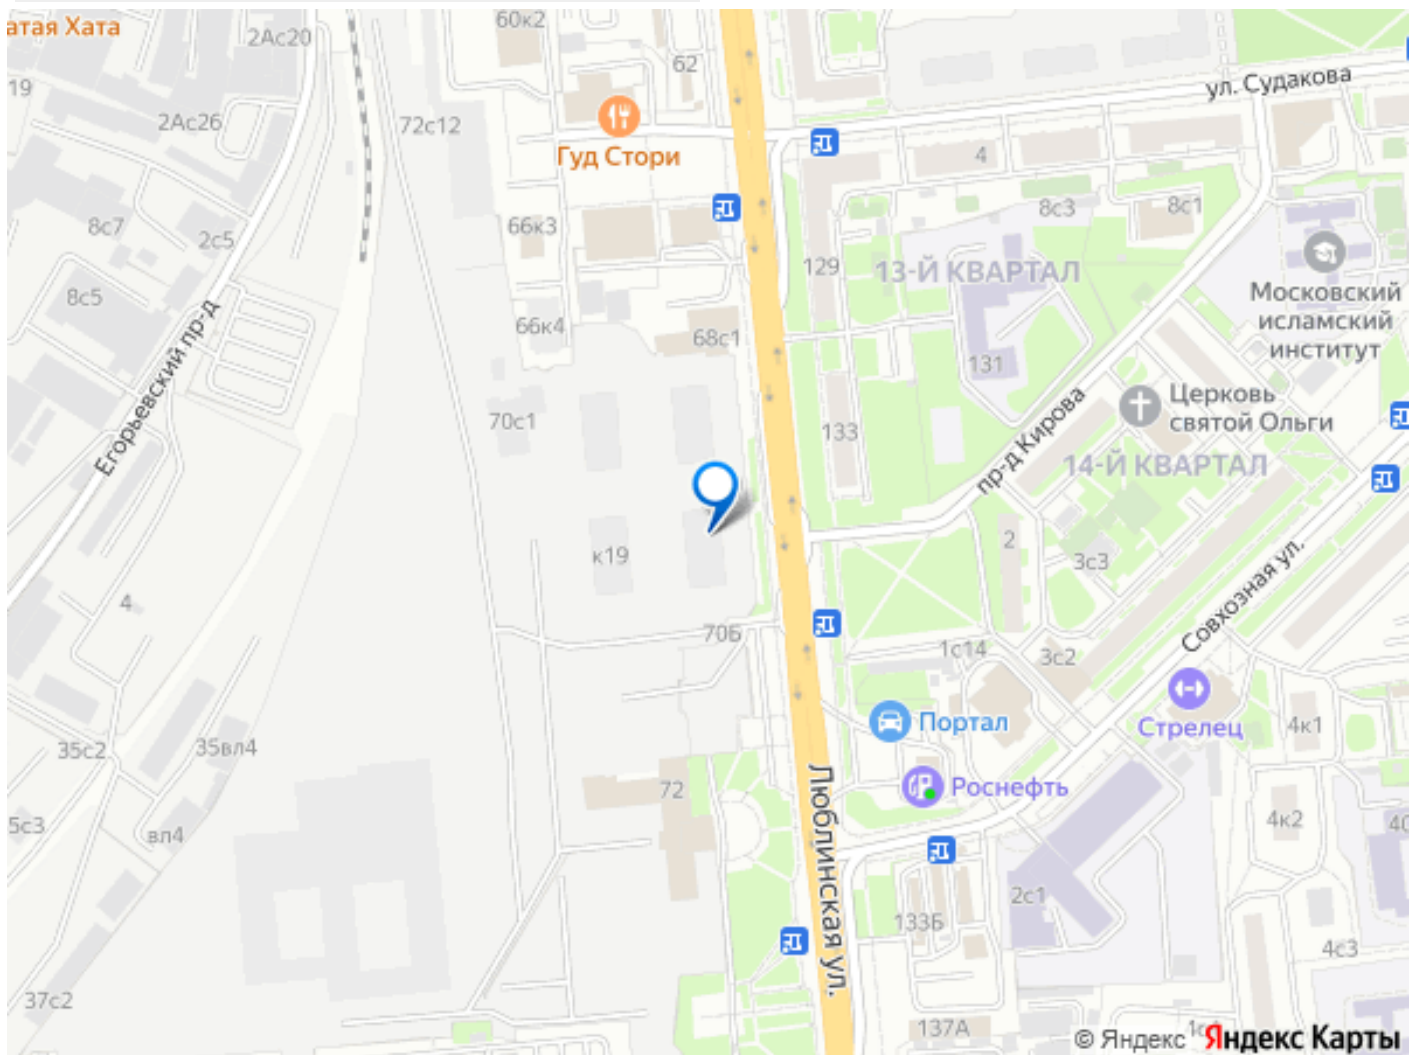 атая Хата
2Ас20
60к2
62
19
2Ас26
72с12
Гуд Стори
ул. Судакова
4
8с3
8с1
66к3
8с7
2с5
129
13-Й КВАРТАЛ
8с5
66к4
68с1
Московский
исламский
институт
131
Егорьевский пр-д
70с1
133
пр-д Кирова
Церковь
святой Ольги
14-Й КВАРТАЛ
к19
2
3с3
4
70Б
1с14
3с2
Совхозная ул.
35с2
35вл4
Портал
Стрелец
4к1
72
Роснефть
5с3
вл4
4к2
40
Люблинская ул.
2с1
133Б
4с3
37с2
137А
© Яндекс
Яндекс Карты